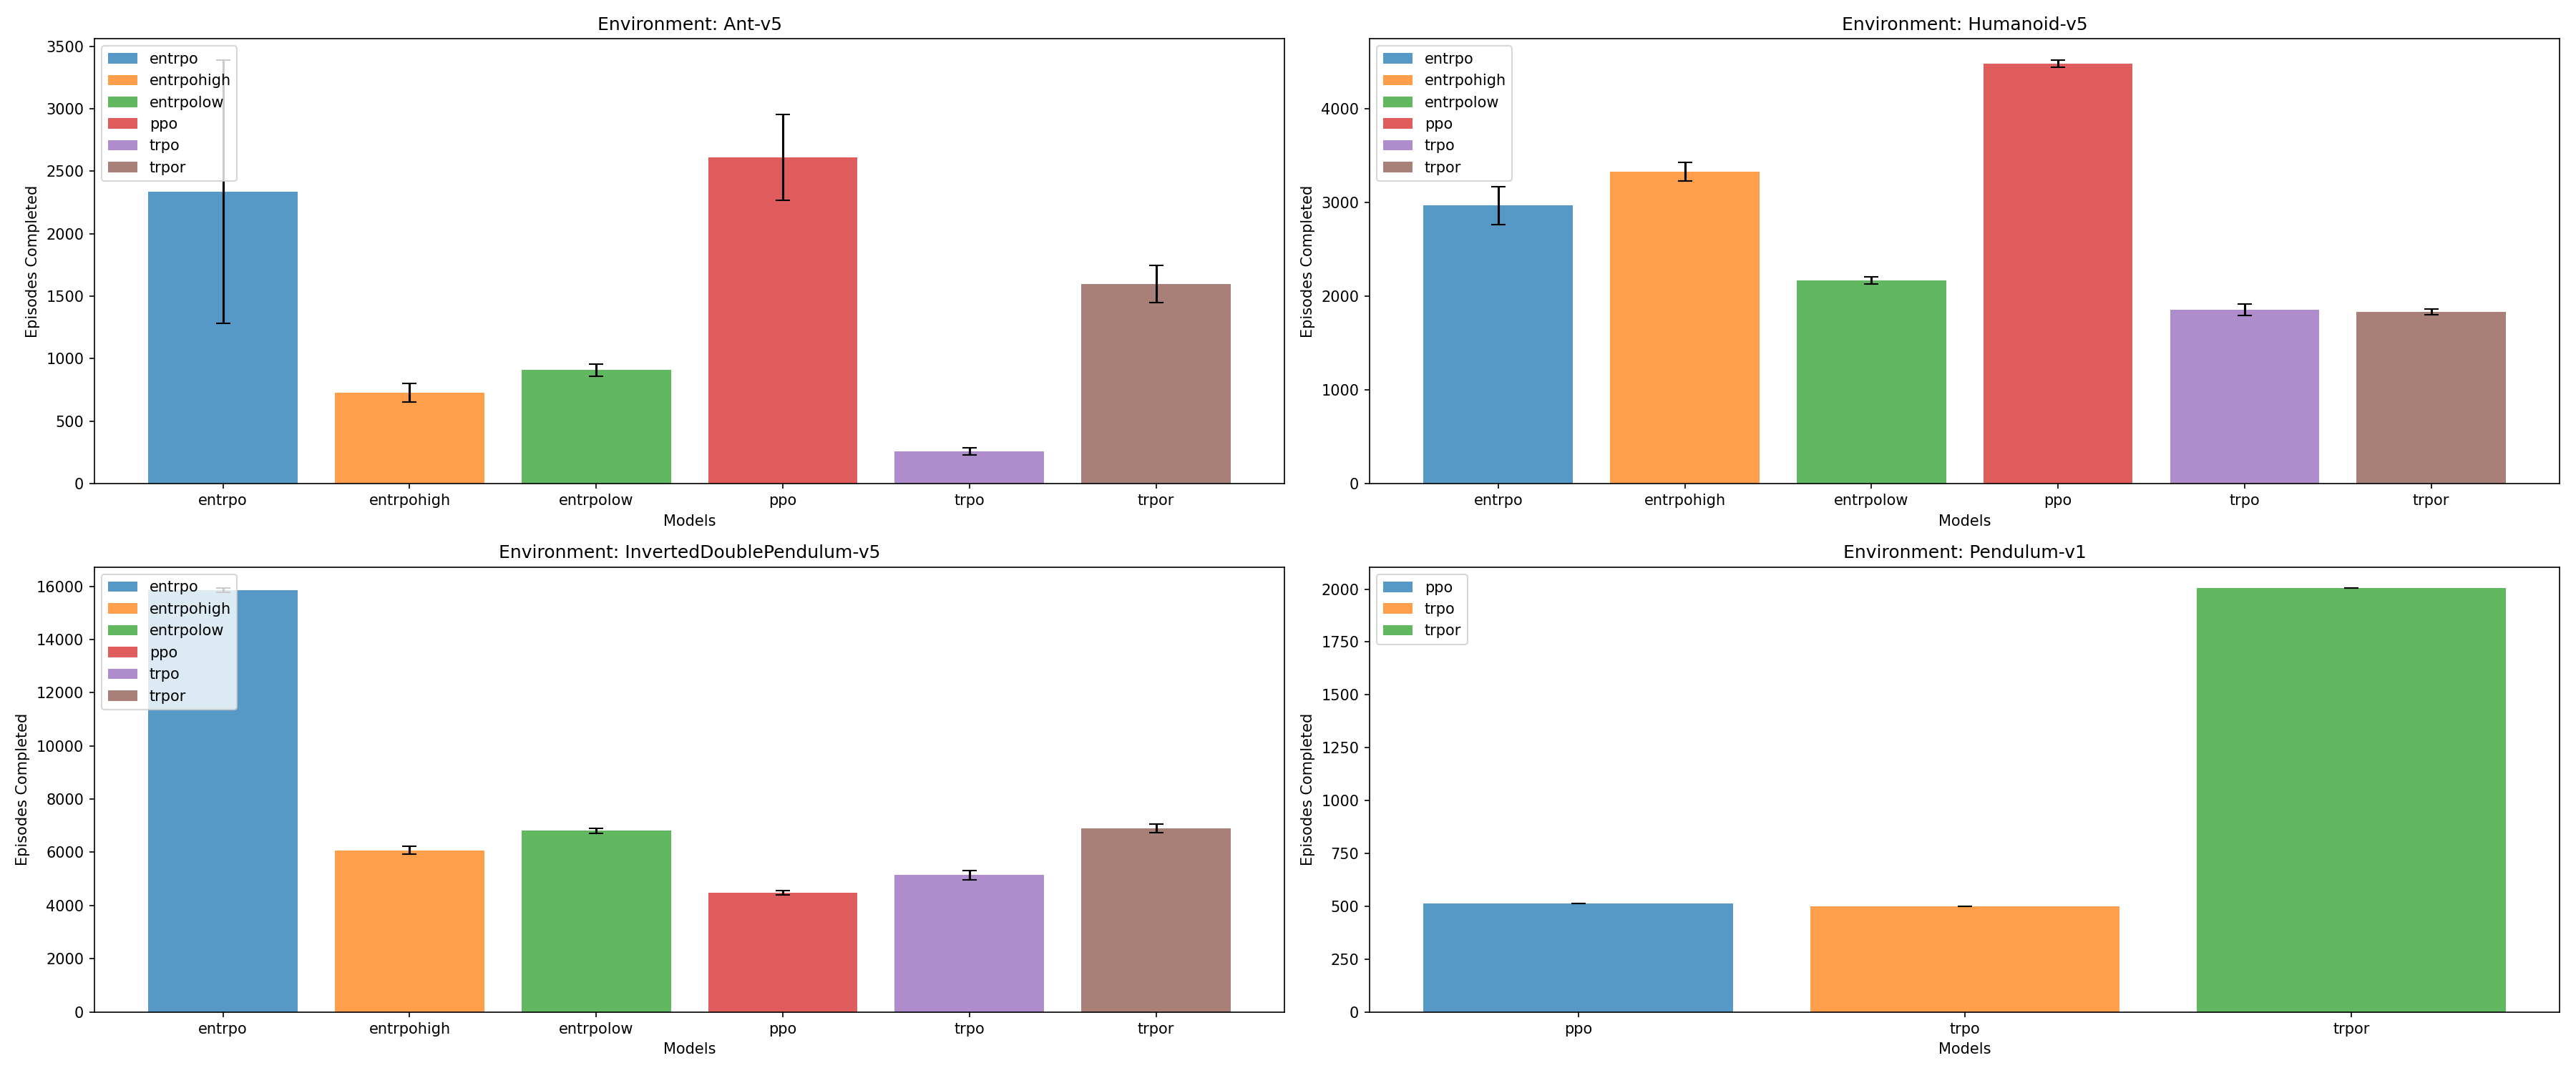 Environment: Ant-v5
3500
3000
2500
2000
1500
1000
500
0
Episodes Completed
entrpo
entrpohigh
entrpolow
ppo
trpo
trpor
entrpo entrpohigh entrpolow ppo trpo trpor
Models
Environment: Humanoid-v5
4000
3000
2000
1000
0
Episodes Completed
entrpo
entrpohigh
entrpolow
ppo
trpo
trpor
entrpo entrpohigh entrpolow ppo trpo trpor
Models
Environment: InvertedDoublePendulum-v5
16000
14000
12000
10000
8000
6000
4000
2000
0
Episodes Completed
entrpo
entrpohigh
entrpolow
ppo
trpo
trpor
entrpo entrpohigh entrpolow ppo trpo trpor
Models
Environment: Pendulum-v1
2000
1750
1500
1250
1000
750
500
250
0
Episodes Completed
ppo
trpo
trpor
ppo trpo trpor
Models